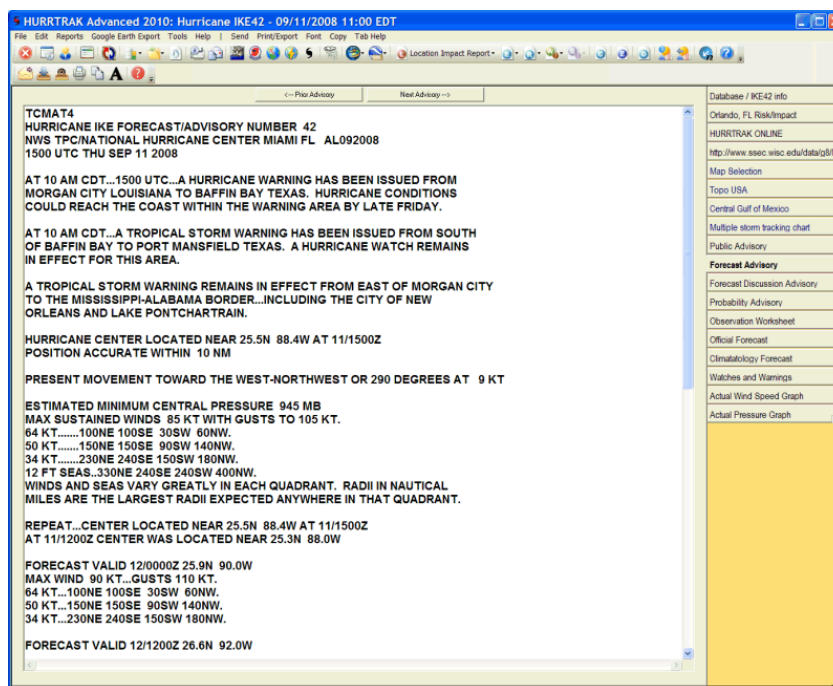 HURRTRAK Advanced 2010: Hurricane IKE42 - 09/11/2008 11:00 EDT
File Edit Reports Google Earth Export Tools Help | Send Print/Export Font Copy Tab Help
Location Impact Report
<-- Prior Advisory Next Advisory -->
TCMAT4
HURRICANE IKE FORECAST/ADVISORY NUMBER 42
NWS TPC/NATIONAL HURRICANE CENTER MIAMI FL AL092008
1500 UTC THU SEP 11 2008
AT 10 AM CDT...1500 UTC...A HURRICANE WARNING HAS BEEN ISSUED FROM
MORGAN CITY LOUISIANA TO BAFFIN BAY TEXAS. HURRICANE CONDITIONS
COULD REACH THE COAST WITHIN THE WARNING AREA BY LATE FRIDAY.
AT 10 AM CDT...A TROPICAL STORM WARNING HAS BEEN ISSUED FROM SOUTH
OF BAFFIN BAY TO PORT MANSFIELD TEXAS. A HURRICANE WATCH REMAINS
IN EFFECT FOR THIS AREA.
A TROPICAL STORM WARNING REMAINS IN EFFECT FROM EAST OF MORGAN CITY
TO THE MISSISSIPPI-ALABAMA BORDER...INCLUDING THE CITY OF NEW
ORLEANS AND LAKE PONTCHARTRAIN.
HURRICANE CENTER LOCATED NEAR 25.5N 88.4W AT 11/1500Z
POSITION ACCURATE WITHIN 10 NM
PRESENT MOVEMENT TOWARD THE WEST-NORTHWEST OR 290 DEGREES AT 9 KT
ESTIMATED MINIMUM CENTRAL PRESSURE 945 MB
MAX SUSTAINED WINDS 85 KT WITH GUSTS TO 105 KT.
64 KT.......100NE 100SE 30SW 60NW.
50 KT.......150NE 150SE 90SW 140NW.
34 KT.......230NE 240SE 150SW 180NW.
12 FT SEAS..330NE 240SE 240SW 400NW.
WINDS AND SEAS VARY GREATLY IN EACH QUADRANT. RADII IN NAUTICAL
MILES ARE THE LARGEST RADII EXPECTED ANYWHERE IN THAT QUADRANT.
REPEAT...CENTER LOCATED NEAR 25.5N 88.4W AT 11/1500Z
AT 11/1200Z CENTER WAS LOCATED NEAR 25.3N 88.0W
FORECAST VALID 12/0000Z 25.9N 90.0W
MAX WIND 90 KT...GUSTS 110 KT.
64 KT...100NE 100SE 30SW 60NW.
50 KT...150NE 150SE 90SW 140NW.
34 KT...230NE 240SE 150SW 180NW.
FORECAST VALID 12/1200Z 26.6N 92.0W
Database / IKE42 info
Orlando, FL Risk/Impact
HURRTRAK ONLINE
http://www.ssec.wisc.edu/data/g8/
Map Selection
Topo USA
Central Gulf of Mexico
Multiple storm tracking chart
Public Advisory
Forecast Advisory
Forecast Discussion Advisory
Probability Advisory
Observation Worksheet
Official Forecast
Climatatology Forecast
Watches and Warnings
Actual Wind Speed Graph
Actual Pressure Graph